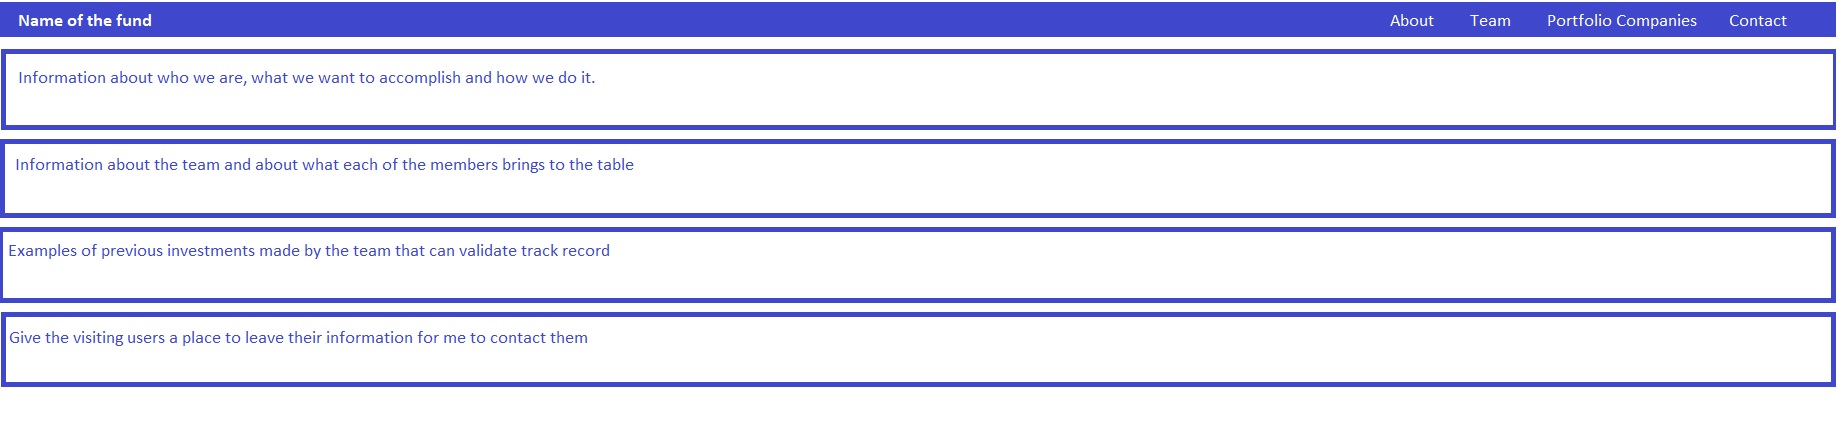 Name of the fund About Team Portfolio Companies Contact
Information about who we are, what we want to accomplish and how we do it.
Information about the team and about what each of the members brings to the table
Examples of previous investments made by the team that can validate track record
Give the visiting users a place to leave their information for me to contact them